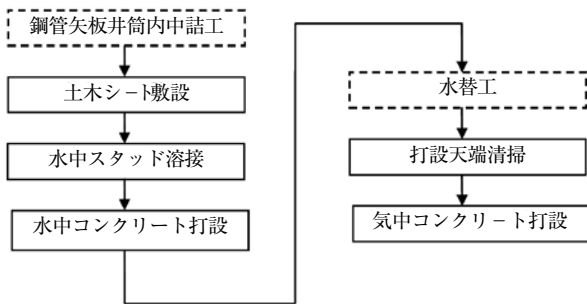 鋼管矢板井筒内中詰工
土木シート敷設
水中スタッド溶接
水中コンクリート打設
水替工
打設天端清掃
気中コンクリート打設